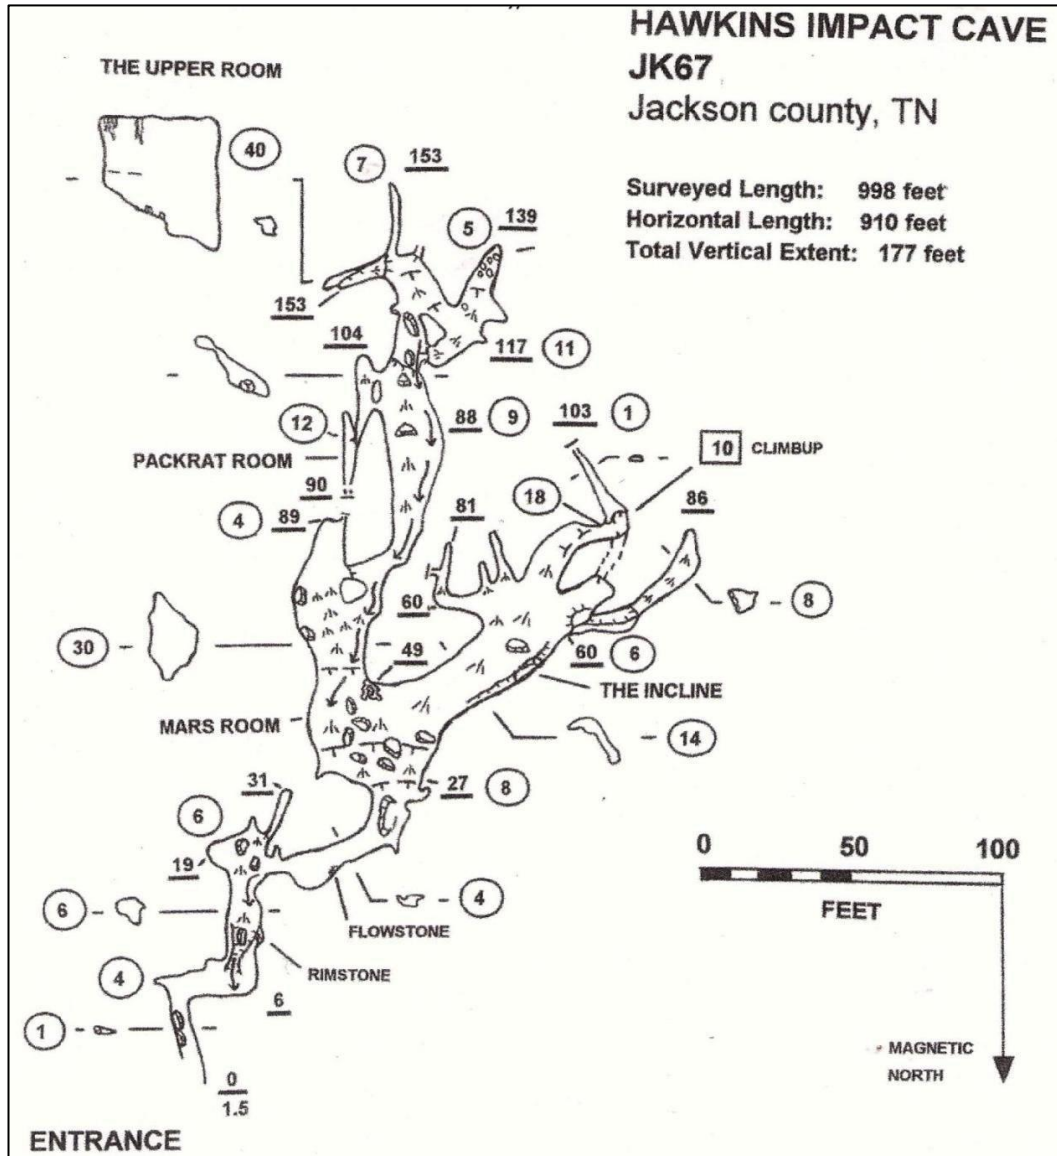 HAWKINS IMPACT CAVE
JK67
Jackson county, TN
Surveyed Length: 998 feet
Horizontal Length: 910 feet
Total Vertical Extent: 177 feet
THE UPPER ROOM
40
7
153
5
139
153
104
117
11
12
88
9
103
1
10
CLIMBUP
PACKRAT ROOM
90
18
86
4
89
81
60
8
30
49
60
6
THE INCLINE
MARS ROOM
14
31
27
8
6
19
6
4
FLOWSTONE
RIMSTONE
4
6
1
0
1.5
0
50
100
FEET
MAGNETIC
NORTH
ENTRANCE